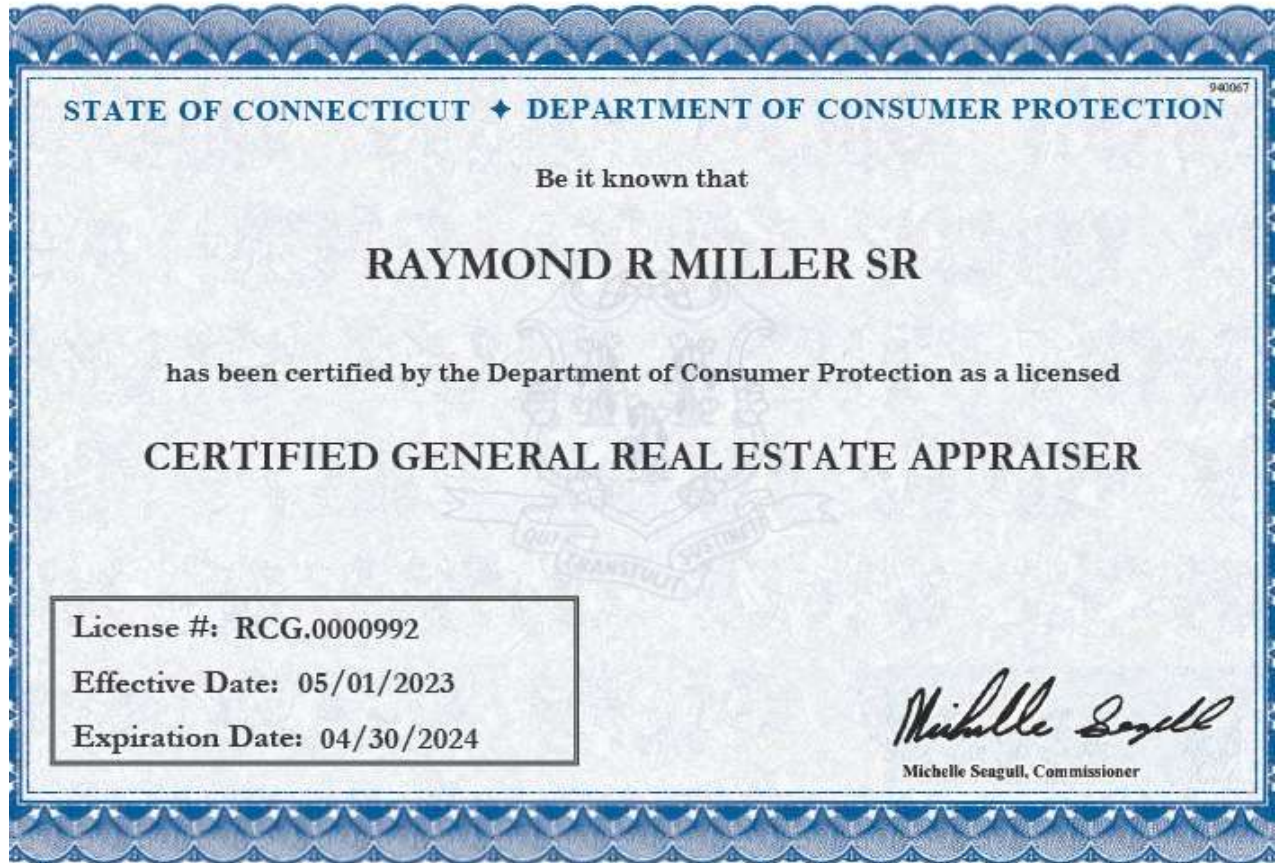 940067
STATE OF CONNECTICUT ✦ DEPARTMENT OF CONSUMER PROTECTION
Be it known that
RAYMOND R MILLER SR
has been certified by the Department of Consumer Protection as a licensed
CERTIFIED GENERAL REAL ESTATE APPRAISER
QUI TRANSTULIT SUSTINET
License #: RCG.0000992
Effective Date: 05/01/2023
Expiration Date: 04/30/2024
Michelle Seagull
Michelle Seagull, Commissioner